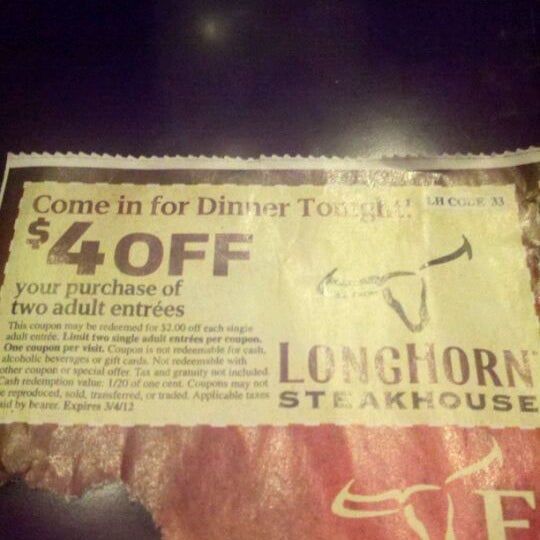 Come in for Dinner Tonight! LH CODE 33
$4 OFF
your purchase of
two adult entrées
This coupon may be redeemed for $2.00 off each single
adult entrée. Limit two single adult entrées per coupon.
One coupon per visit. Coupon is not redeemable for cash,
alcoholic beverages or gift cards. Not redeemable with
other coupon or special offer. Tax and gratuity not included.
Cash redemption value: 1/20 of one cent. Coupons may not
e reproduced, sold, transferred, or traded. Applicable taxes
aid by bearer. Expires 3/4/12
LONGHORN
STEAKHOUSE